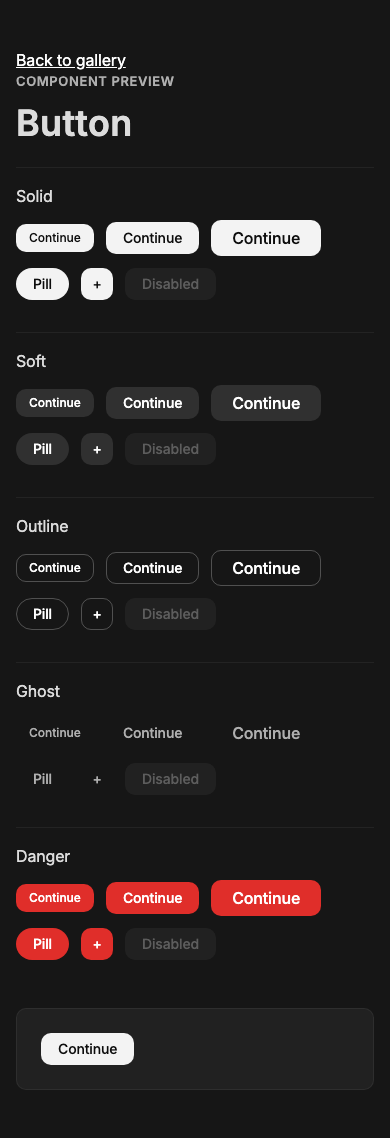 Back to gallery
COMPONENT PREVIEW
Button
Solid
Continue Continue Continue
Pill + Disabled
Soft
Continue Continue Continue
Pill + Disabled
Outline
Continue Continue Continue
Pill + Disabled
Ghost
Continue Continue Continue
Pill + Disabled
Danger
Continue Continue Continue
Pill + Disabled
Continue